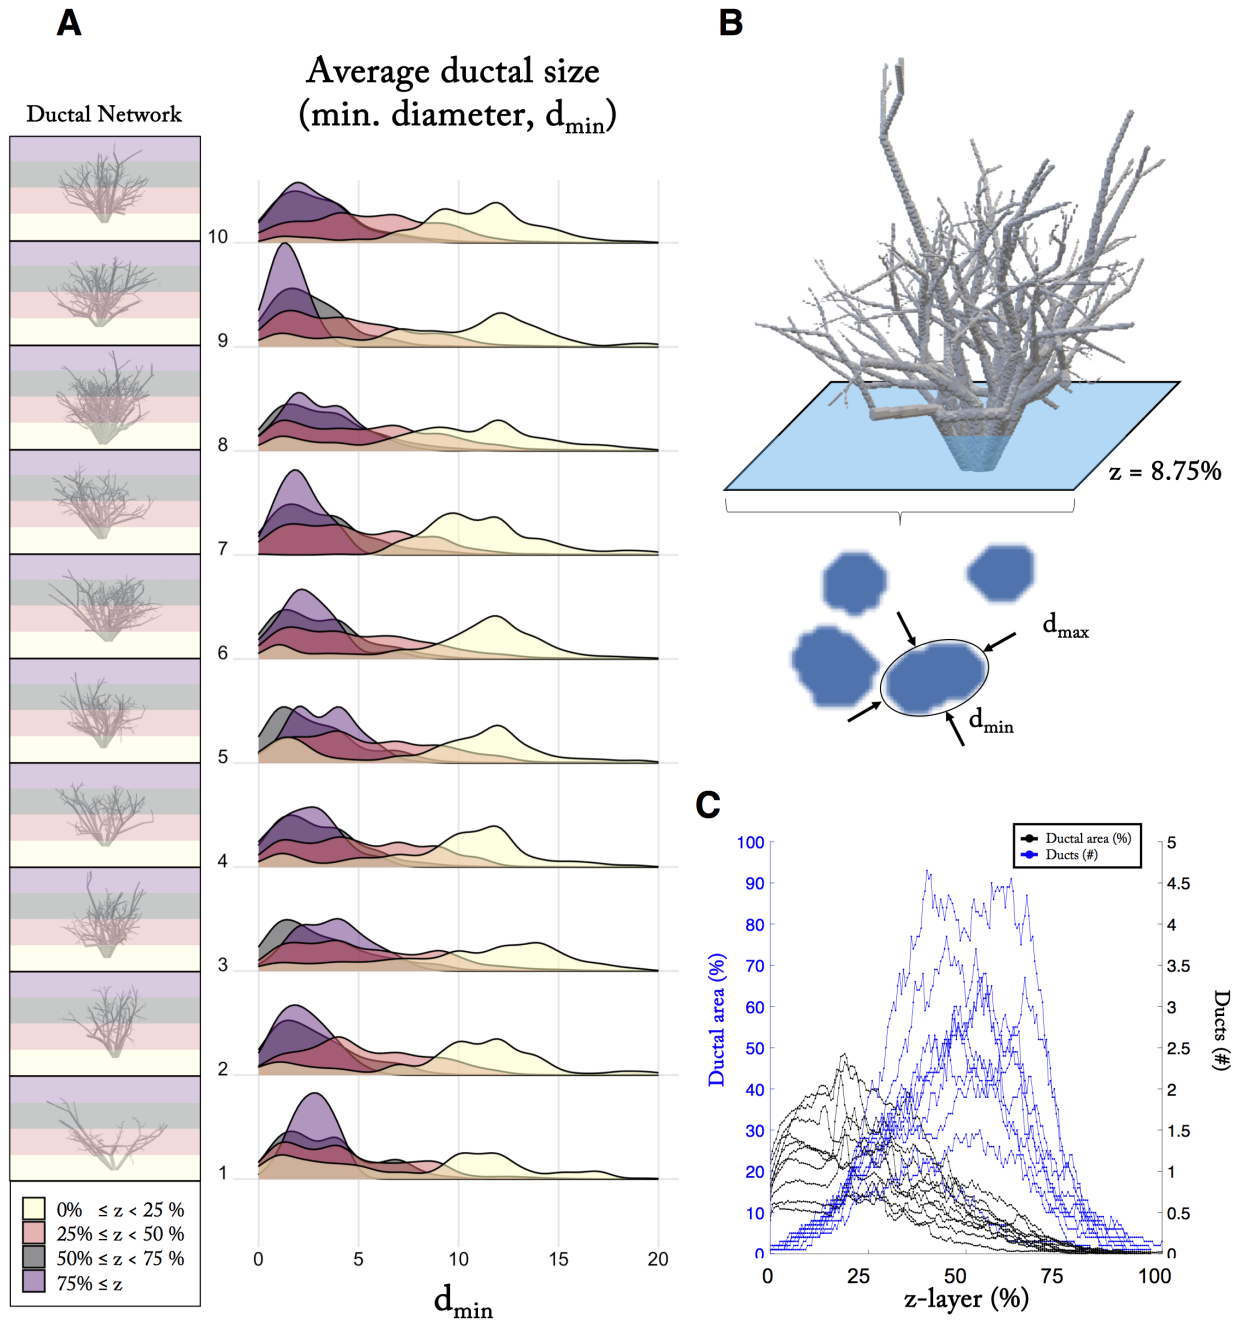 A
Average ductal size
(min. diameter, dmin)
Ductal Network
10
9
8
7
6
5
4
3
2
1
0% ≤ z < 25 %
25% ≤ z < 50 %
50% ≤ z < 75 %
75% ≤ z
0 5 10 15 20
dmin
B
z = 8.75%
dmax
dmin
C
Ductal area (%)
Ducts (#)
100
90
80
70
60
50
40
30
20
10
0
Ductal area (%)
5
4.5
4
3.5
3
2.5
2
1.5
1
0.5
0
Ducts (#)
0 25 50 75 100
z-layer (%)